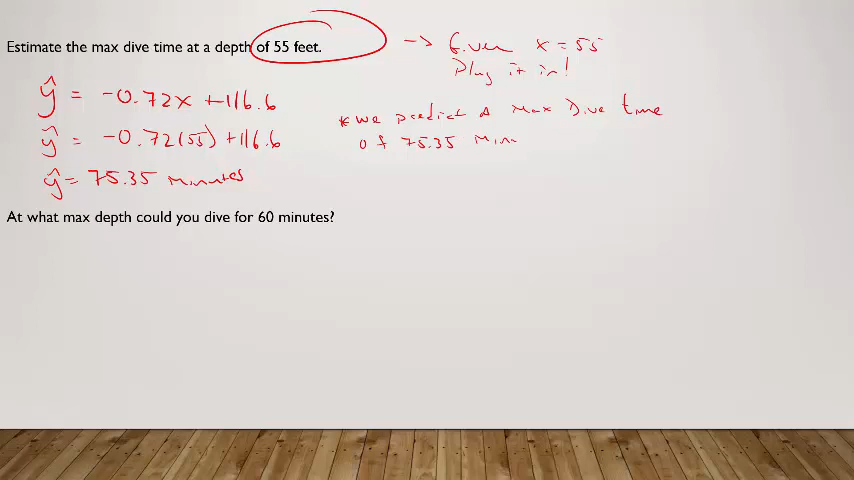 Estimate the max dive time at a depth of 55 feet.
→ Given x = 55
Plug it in!
ŷ = -0.72x + 116.6
ŷ = -0.72(55) + 116.6
ŷ = 75.35 minutes
*We predict a Max Dive time
of 75.35 Min
At what max depth could you dive for 60 minutes?